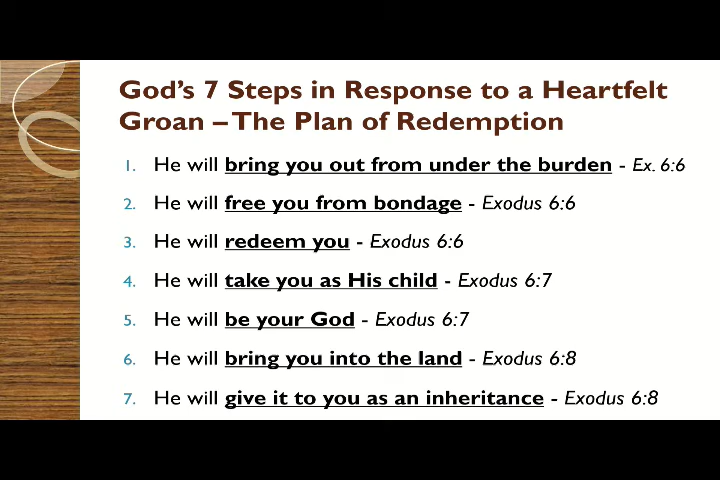 God's 7 Steps in Response to a Heartfelt
Groan – The Plan of Redemption
1. He will bring you out from under the burden - Ex. 6:6
2. He will free you from bondage - Exodus 6:6
3. He will redeem you - Exodus 6:6
4. He will take you as His child - Exodus 6:7
5. He will be your God - Exodus 6:7
6. He will bring you into the land - Exodus 6:8
7. He will give it to you as an inheritance - Exodus 6:8